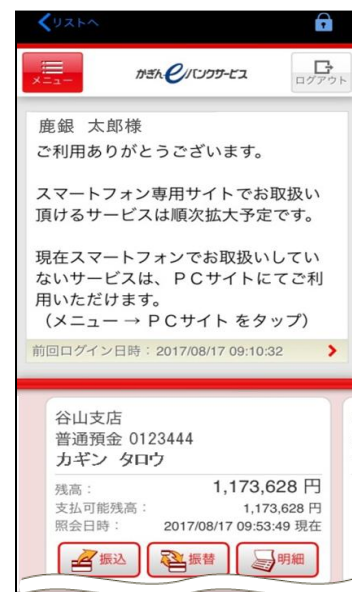 リストへ
メニュー
かぎんeバンクサービス
ログアウト
鹿銀 太郎様
ご利用ありがとうございます。
スマートフォン専用サイトでお取扱い
頂けるサービスは順次拡大予定です。
現在スマートフォンでお取扱いしてい
ないサービスは、PCサイトにてご利
用いただけます。
(メニュー → PCサイト をタップ)
前回ログイン日時:2017/08/17 09:10:32
谷山支店
普通預金 0123444
カギン タロウ
残高: 1,173,628 円
支払可能残高: 1,173,628 円
照会日時: 2017/08/17 09:53:49 現在
振込 振替 明細